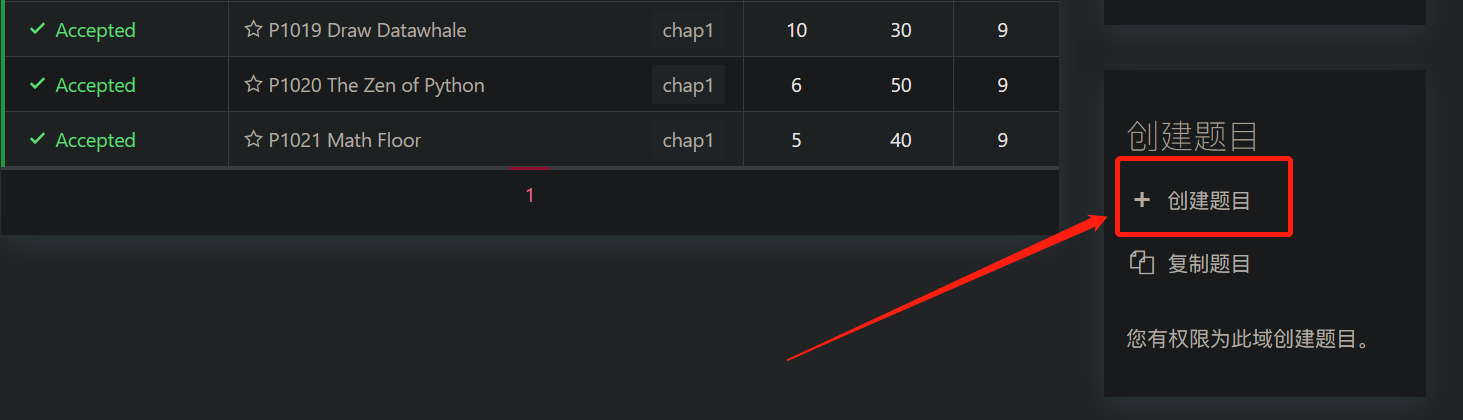 Accepted P1019 Draw Datawhale chap1 10 30 9
Accepted P1020 The Zen of Python chap1 6 50 9
Accepted P1021 Math Floor chap1 5 40 9
1
创建题目
创建题目
复制题目
您有权限为此域创建题目。